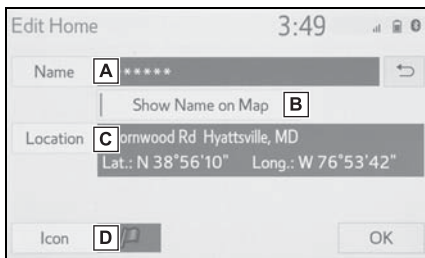 Edit Home 3:49
Name A *****
Show Name on Map B
Location C ornwood Rd Hyattsville, MD
Lat.: N 38°56'10" Long.: W 76°53'42"
Icon D OK